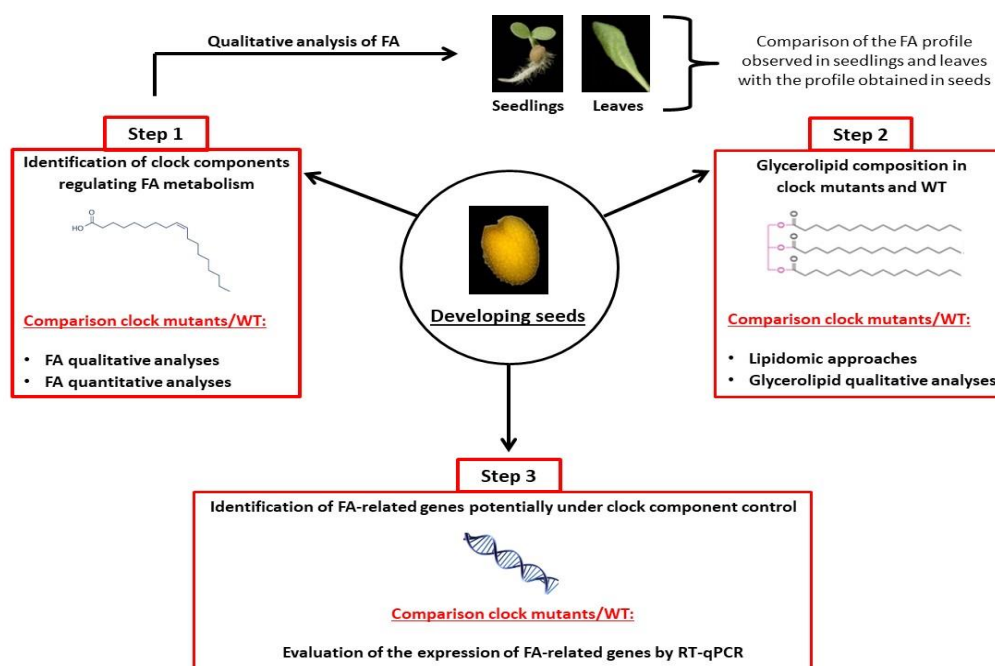 Qualitative analysis of FA
Seedlings
Leaves
Comparison of the FA profile
observed in seedlings and leaves
with the profile obtained in seeds
Step 1
Identification of clock components
regulating FA metabolism
O
HO
Comparison clock mutants/WT:
• FA qualitative analyses
• FA quantitative analyses
Developing seeds
Step 2
Glycerolipid composition in
clock mutants and WT
O
O
O
O
O
O
Comparison clock mutants/WT:
• Lipidomic approaches
• Glycerolipid qualitative analyses
Step 3
Identification of FA-related genes potentially under clock component control
Comparison clock mutants/WT:
Evaluation of the expression of FA-related genes by RT-qPCR